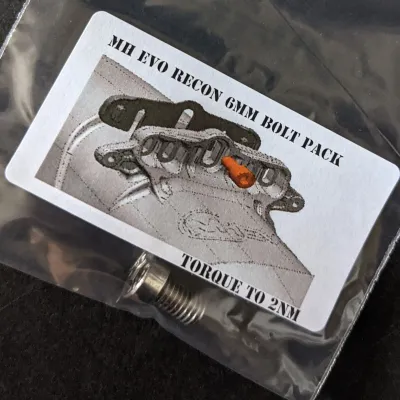 MH EVO RECON 6MM BOLT PACK
TORQUE TO 2NM